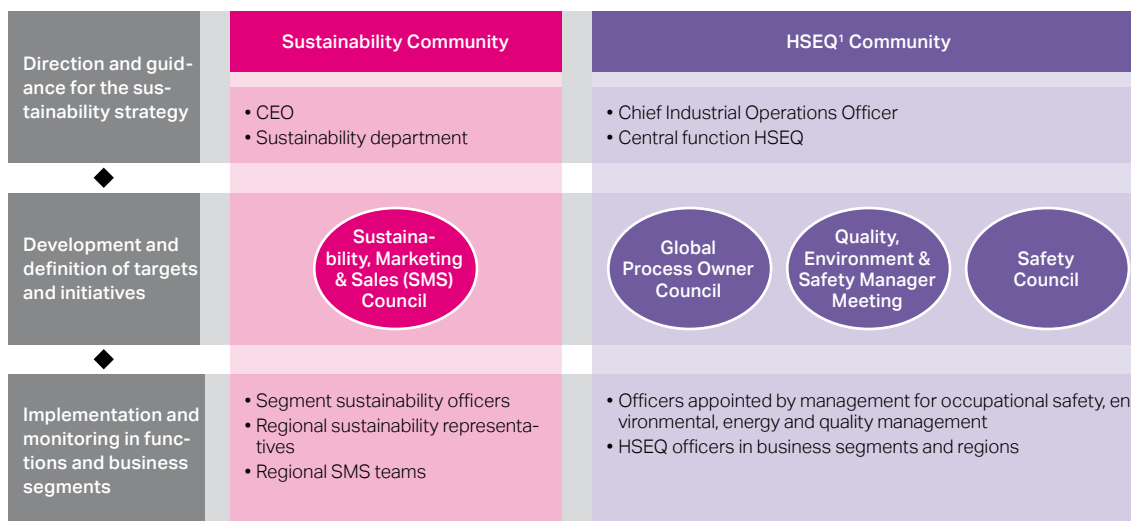 Sustainability Community
HSEQ¹ Community
Direction and guid-
ance for the sus-
tainability strategy
• CEO
• Sustainability department
• Chief Industrial Operations Officer
• Central function HSEQ
Development and
definition of targets
and initiatives
Sustaina-
bility, Marketing
& Sales (SMS)
Council
Global
Process Owner
Council
Quality,
Environment &
Safety Manager
Meeting
Safety
Council
Implementation and
monitoring in func-
tions and business
segments
• Segment sustainability officers
• Regional sustainability representa-
tives
• Regional SMS teams
• Officers appointed by management for occupational safety, en
vironmental, energy and quality management
• HSEQ officers in business segments and regions